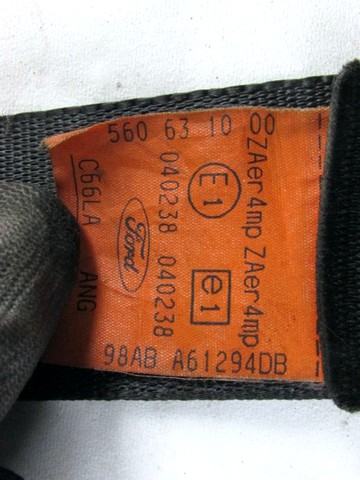 560 63 10 00
ZAer4mp ZAer4mp
E1
e1
040238 040238
Ford
C66LA ANG
98AB A61294DB